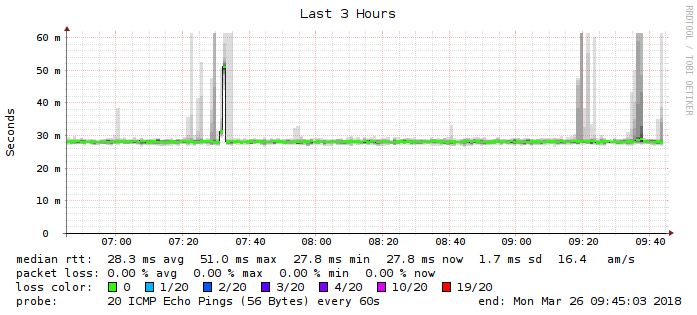 Last 3 Hours
RRDTOOL / TOBI OETIKER
Seconds
60 m
50 m
40 m
30 m
20 m
10 m
0
07:00 07:20 07:40 08:00 08:20 08:40 09:00 09:20 09:40
median rtt: 28.3 ms avg 51.0 ms max 27.8 ms min 27.8 ms now 1.7 ms sd 16.4 am/s
packet loss: 0.00 % avg 0.00 % max 0.00 % min 0.00 % now
loss color: 0 1/20 2/20 3/20 4/20 10/20 19/20
probe: 20 ICMP Echo Pings (56 Bytes) every 60s end: Mon Mar 26 09:45:03 2018